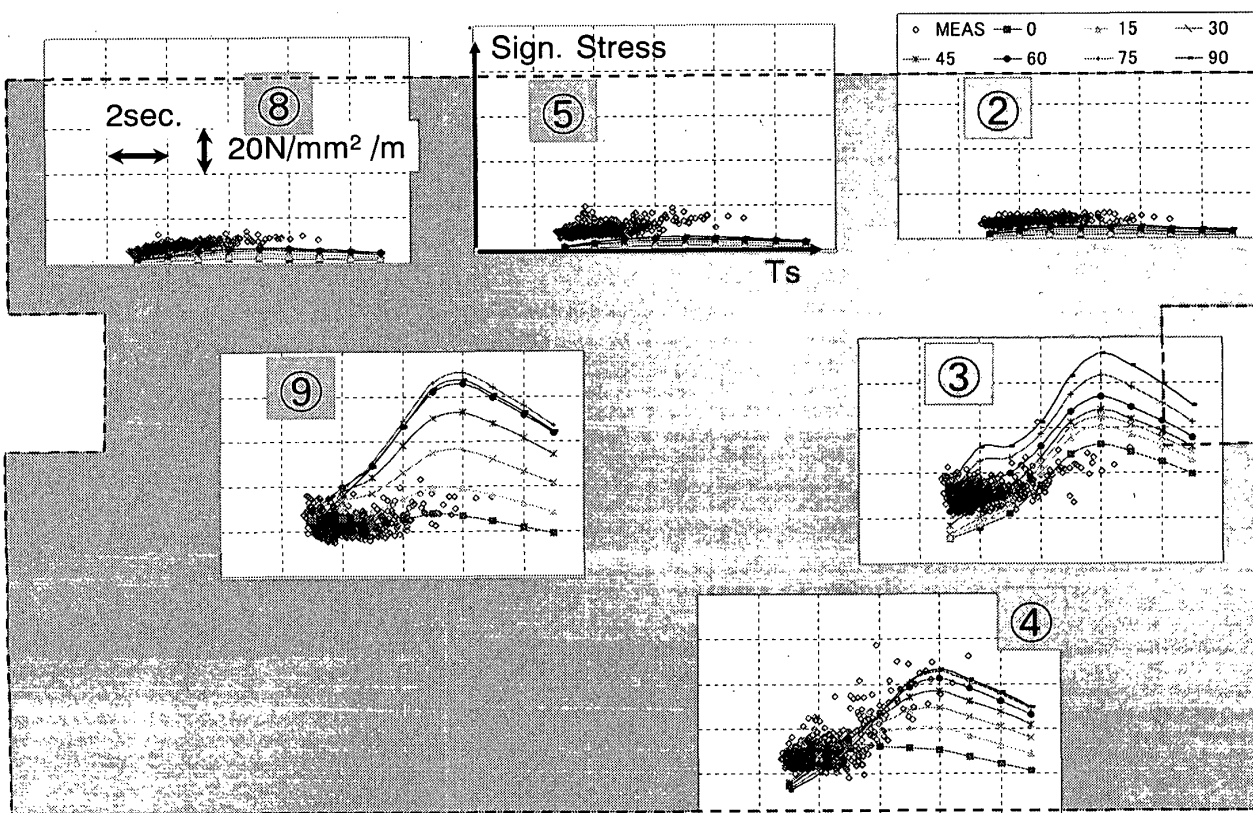 Sign. Stress
MEAS 0 15 30
45 60 75 90
⑧
⑤
②
2sec.
20N/mm² /m
Ts
⑨
③
④